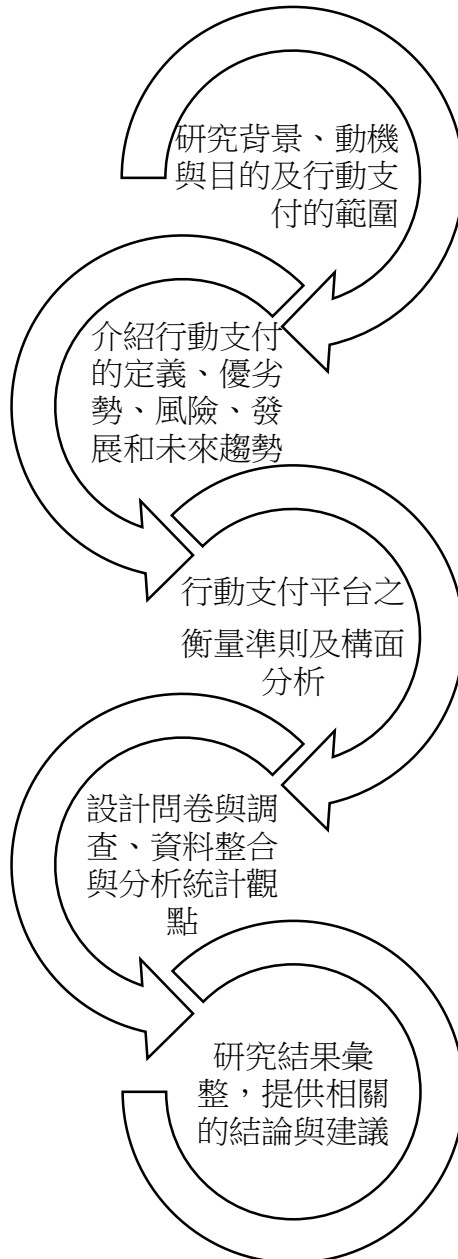 研究背景、動機
與目的及行動支
付的範圍
介紹行動支付
的定義、優劣
勢、風險、發
展和未來趨勢
行動支付平台之
衡量準則及構面
分析
設計問卷與調
查、資料整合
與分析統計觀
點
研究結果彙
整，提供相關
的結論與建議